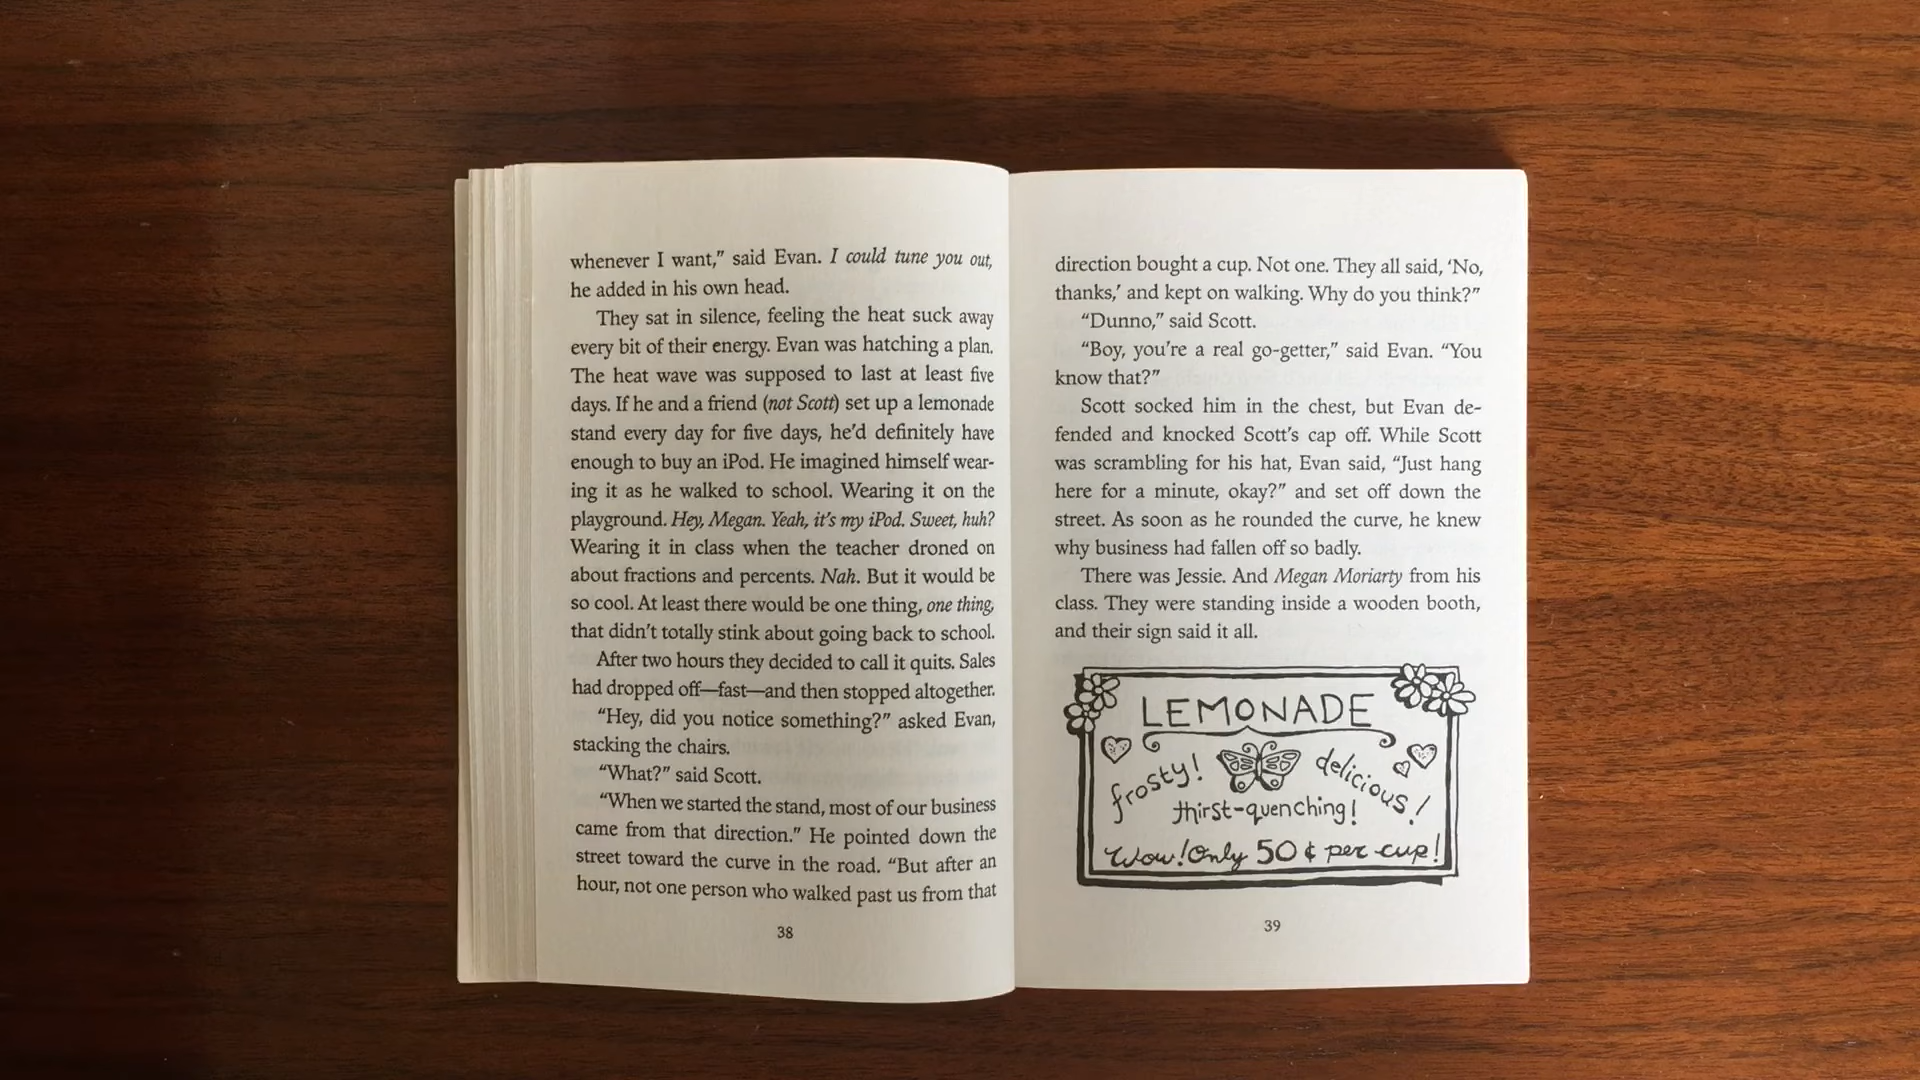 whenever I want,” said Evan. I could tune you out,
he added in his own head.
They sat in silence, feeling the heat suck away
every bit of their energy. Evan was hatching a plan.
The heat wave was supposed to last at least five
days. If he and a friend (not Scott) set up a lemonade
stand every day for five days, he’d definitely have
enough to buy an iPod. He imagined himself wear-
ing it as he walked to school. Wearing it on the
playground. Hey, Megan. Yeah, it’s my iPod. Sweet, huh?
Wearing it in class when the teacher droned on
about fractions and percents. Nah. But it would be
so cool. At least there would be one thing, one thing,
that didn’t totally stink about going back to school.
After two hours they decided to call it quits. Sales
had dropped off—fast—and then stopped altogether.
“Hey, did you notice something?” asked Evan,
stacking the chairs.
“What?” said Scott.
“When we started the stand, most of our business
came from that direction.” He pointed down the
street toward the curve in the road. “But after an
hour, not one person who walked past us from that
38
direction bought a cup. Not one. They all said, ‘No,
thanks,’ and kept on walking. Why do you think?”
“Dunno,” said Scott.
“Boy, you’re a real go-getter,” said Evan. “You
know that?”
Scott socked him in the chest, but Evan de-
fended and knocked Scott’s cap off. While Scott
was scrambling for his hat, Evan said, “Just hang
here for a minute, okay?” and set off down the
street. As soon as he rounded the curve, he knew
why business had fallen off so badly.
There was Jessie. And Megan Moriarty from his
class. They were standing inside a wooden booth,
and their sign said it all.
LEMONADE
frosty! delicious!
thirst-quenching!
Wow! Only 50¢ per cup!
39